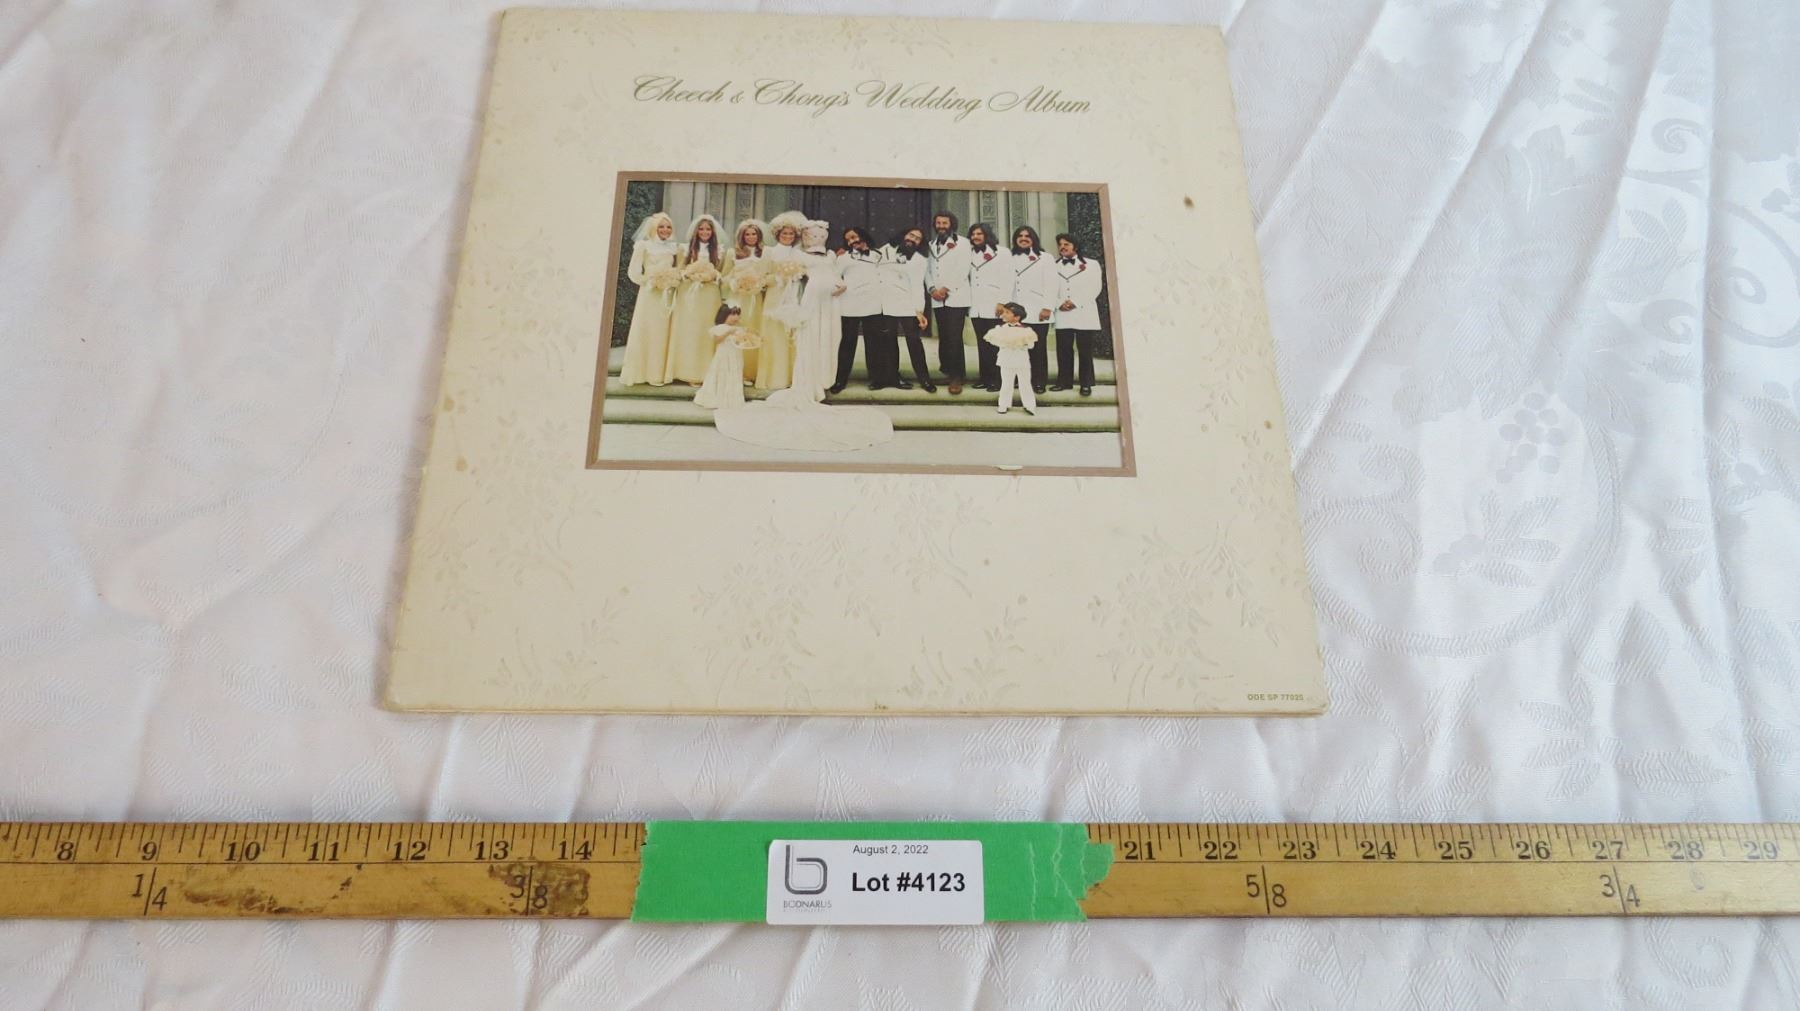 Cheech & Chong's Wedding Album
ODE SP 77025
8 9 10 11 12 13 14 21 22 23 24 25 26 27 28 29
1/4 3/8 5/8 3/4
August 2, 2022
Lot #4123
BODNARUS